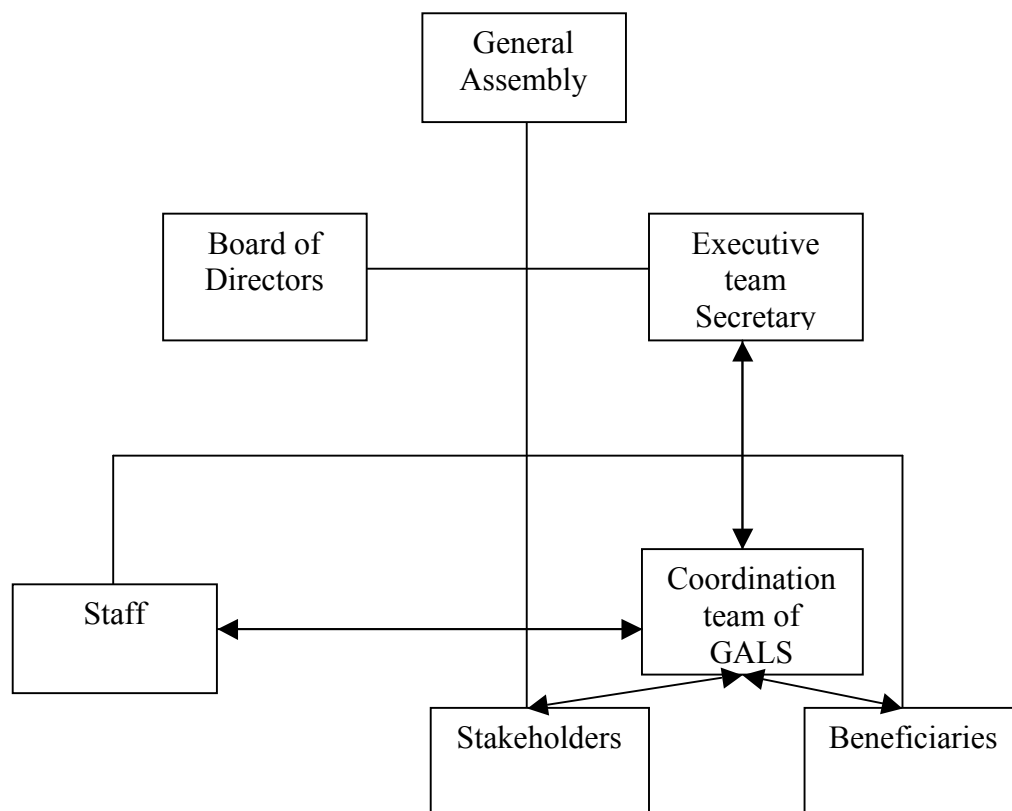 General
Assembly
Board of
Directors
Executive
team
Secretary
Coordination
team of
GALS
Staff
Stakeholders
Beneficiaries